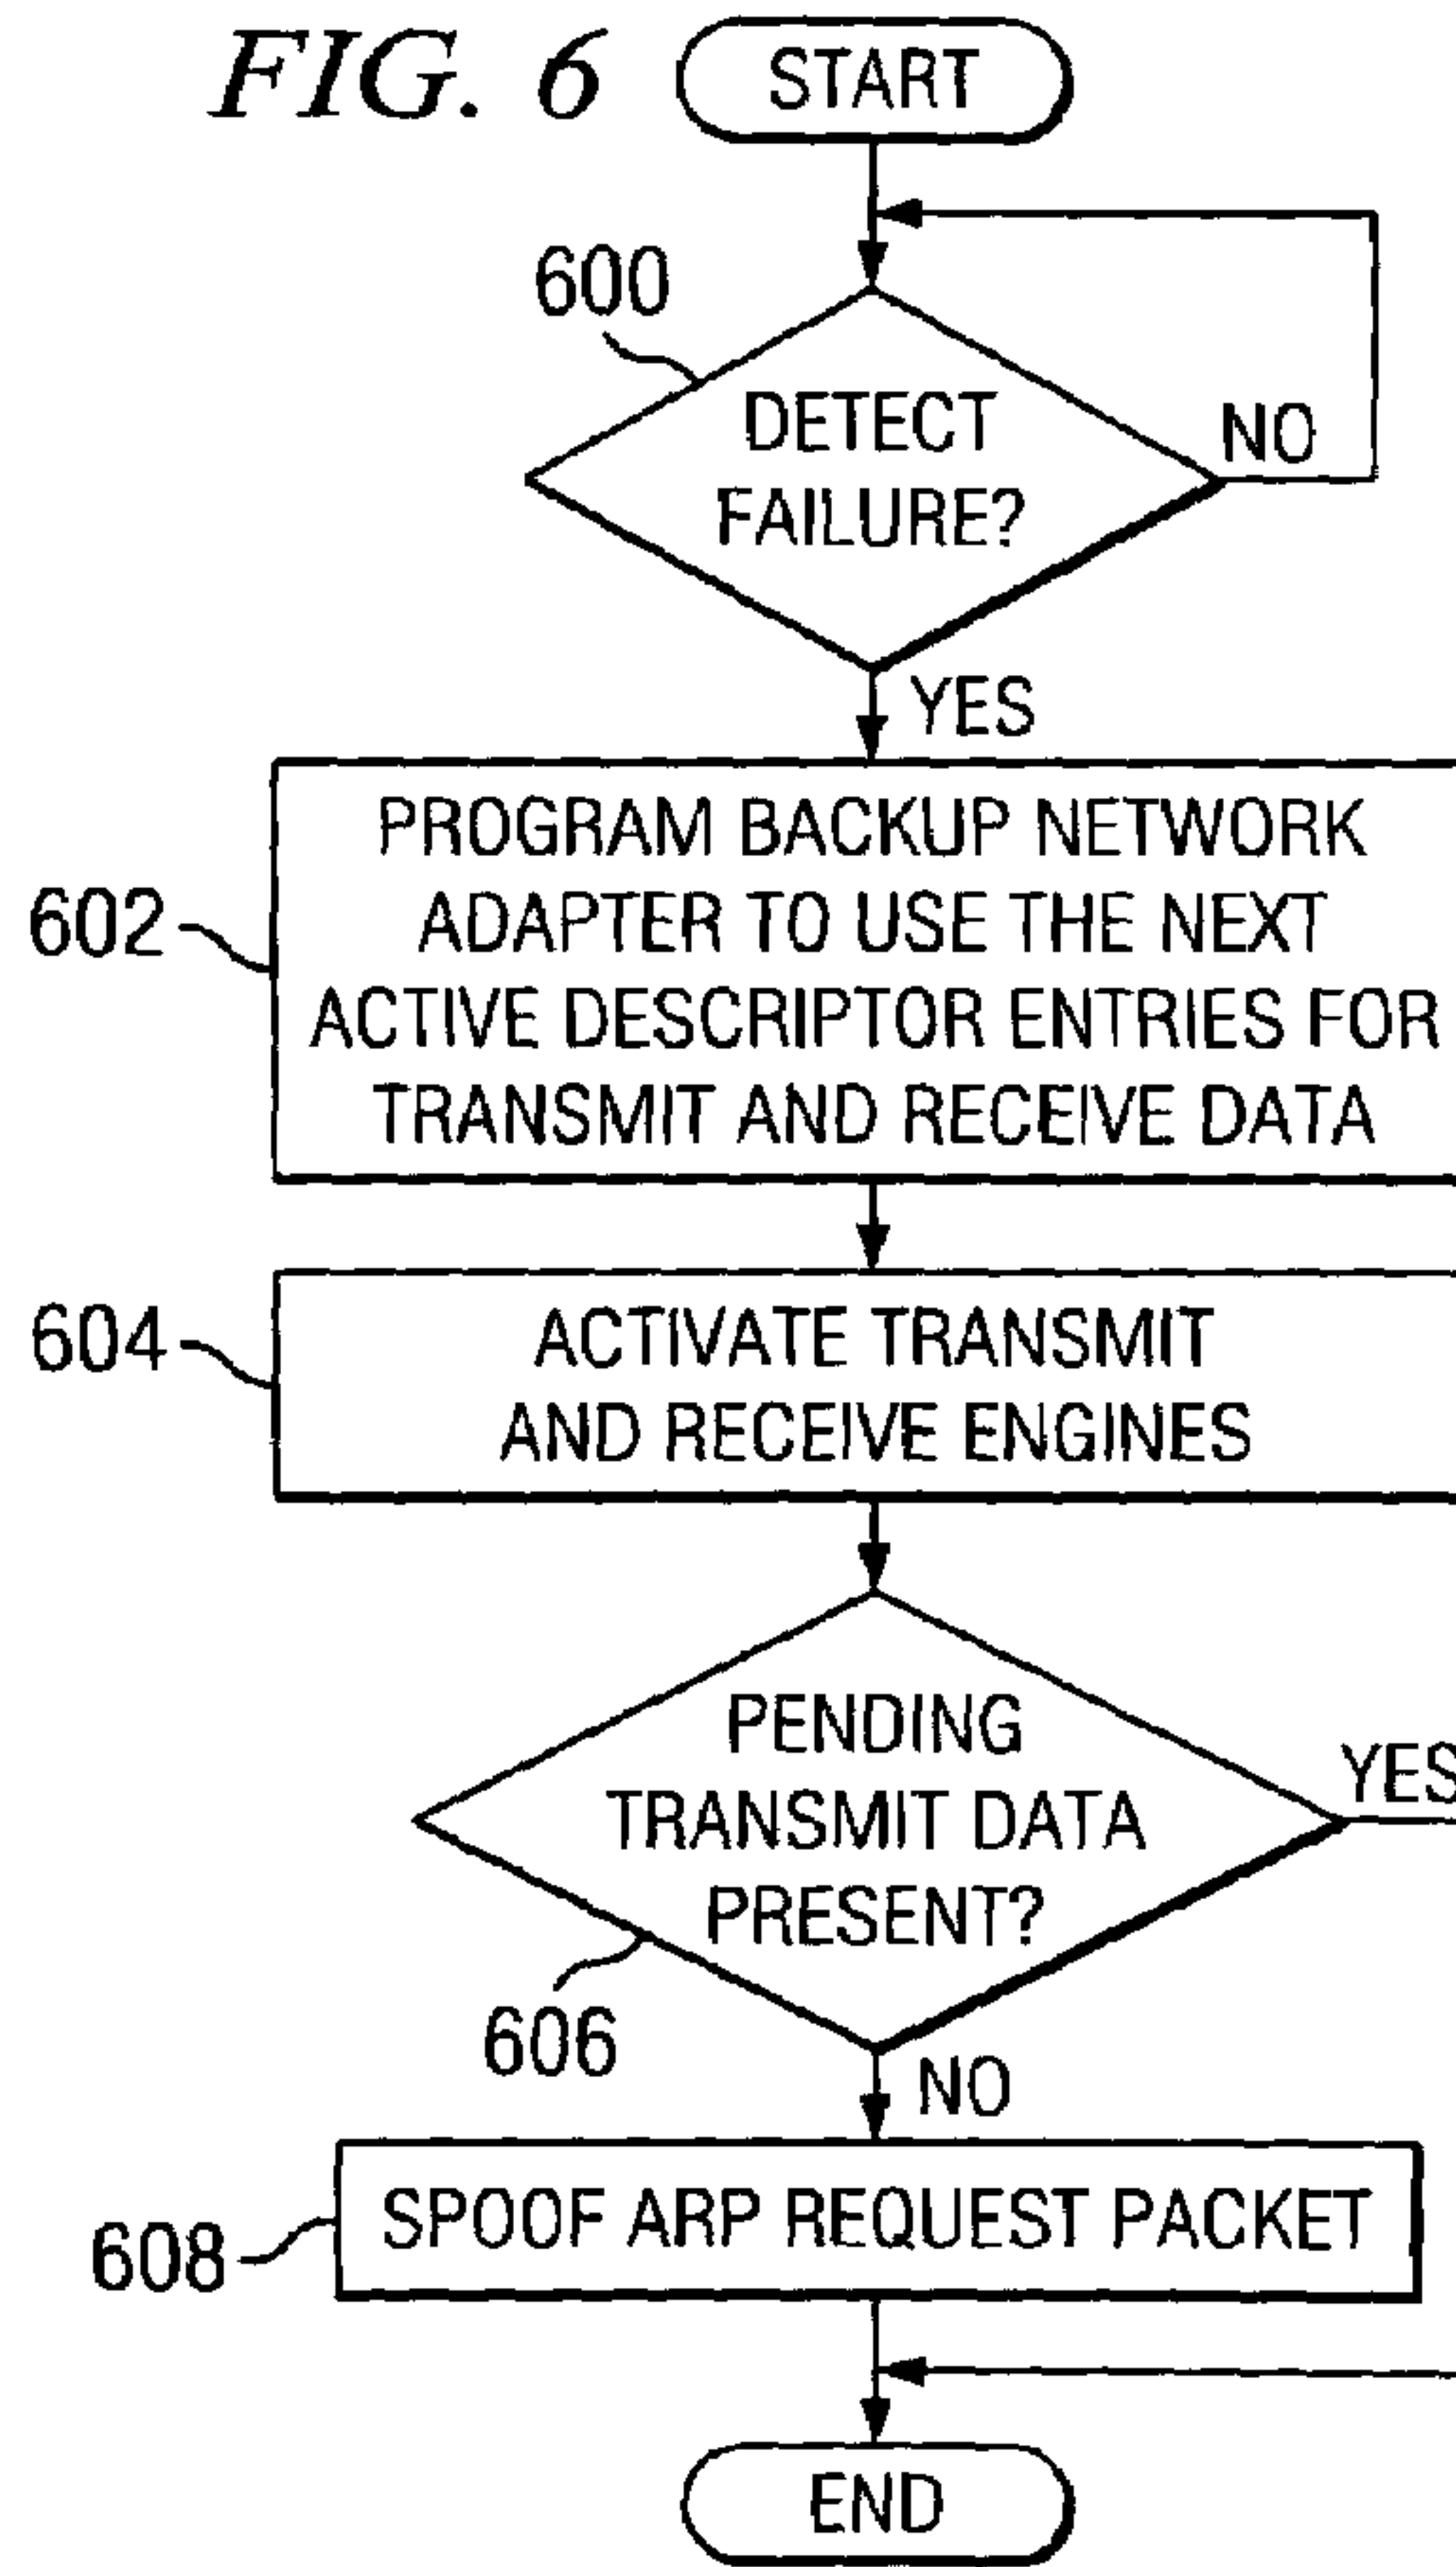 FIG. 6
START
600
DETECT
FAILURE?
NO
YES
602
PROGRAM BACKUP NETWORK
ADAPTER TO USE THE NEXT
ACTIVE DESCRIPTOR ENTRIES FOR
TRANSMIT AND RECEIVE DATA
604
ACTIVATE TRANSMIT
AND RECEIVE ENGINES
PENDING
TRANSMIT DATA
PRESENT?
YES
606
NO
608
SPOOF ARP REQUEST PACKET
END